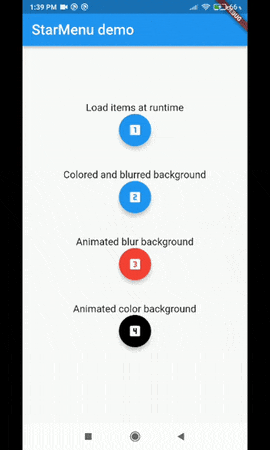 1:39 PM
StarMenu demo
Load items at runtime
1
Colored and blurred background
2
Animated blur background
3
Animated color background
4